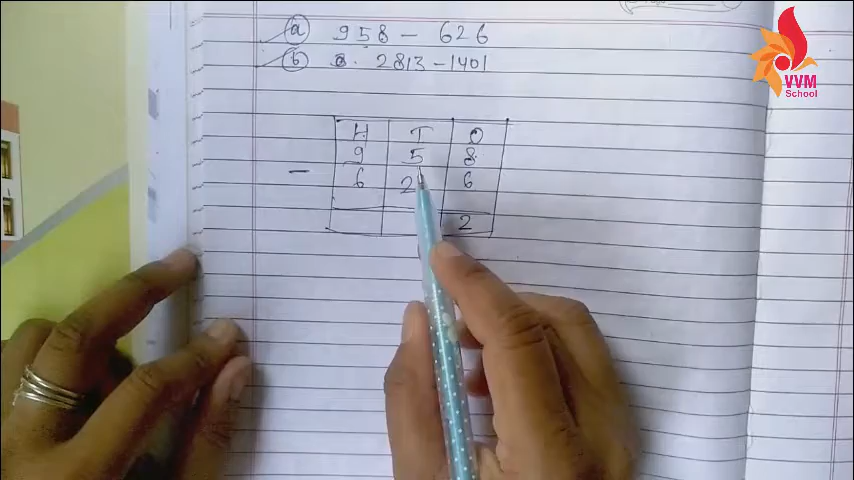 a 958 - 626
b 2813 - 1401
H T O
9 5 8
- 6 2 6
2
VVM
School